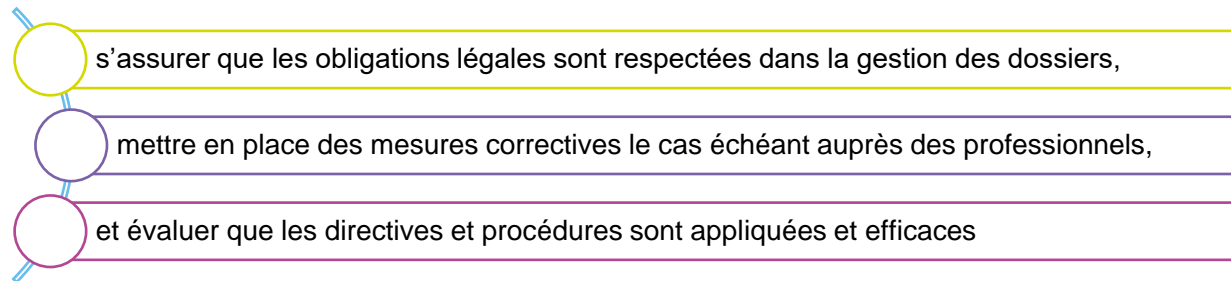 s’assurer que les obligations légales sont respectées dans la gestion des dossiers,
mettre en place des mesures correctives le cas échéant auprès des professionnels,
et évaluer que les directives et procédures sont appliquées et efficaces